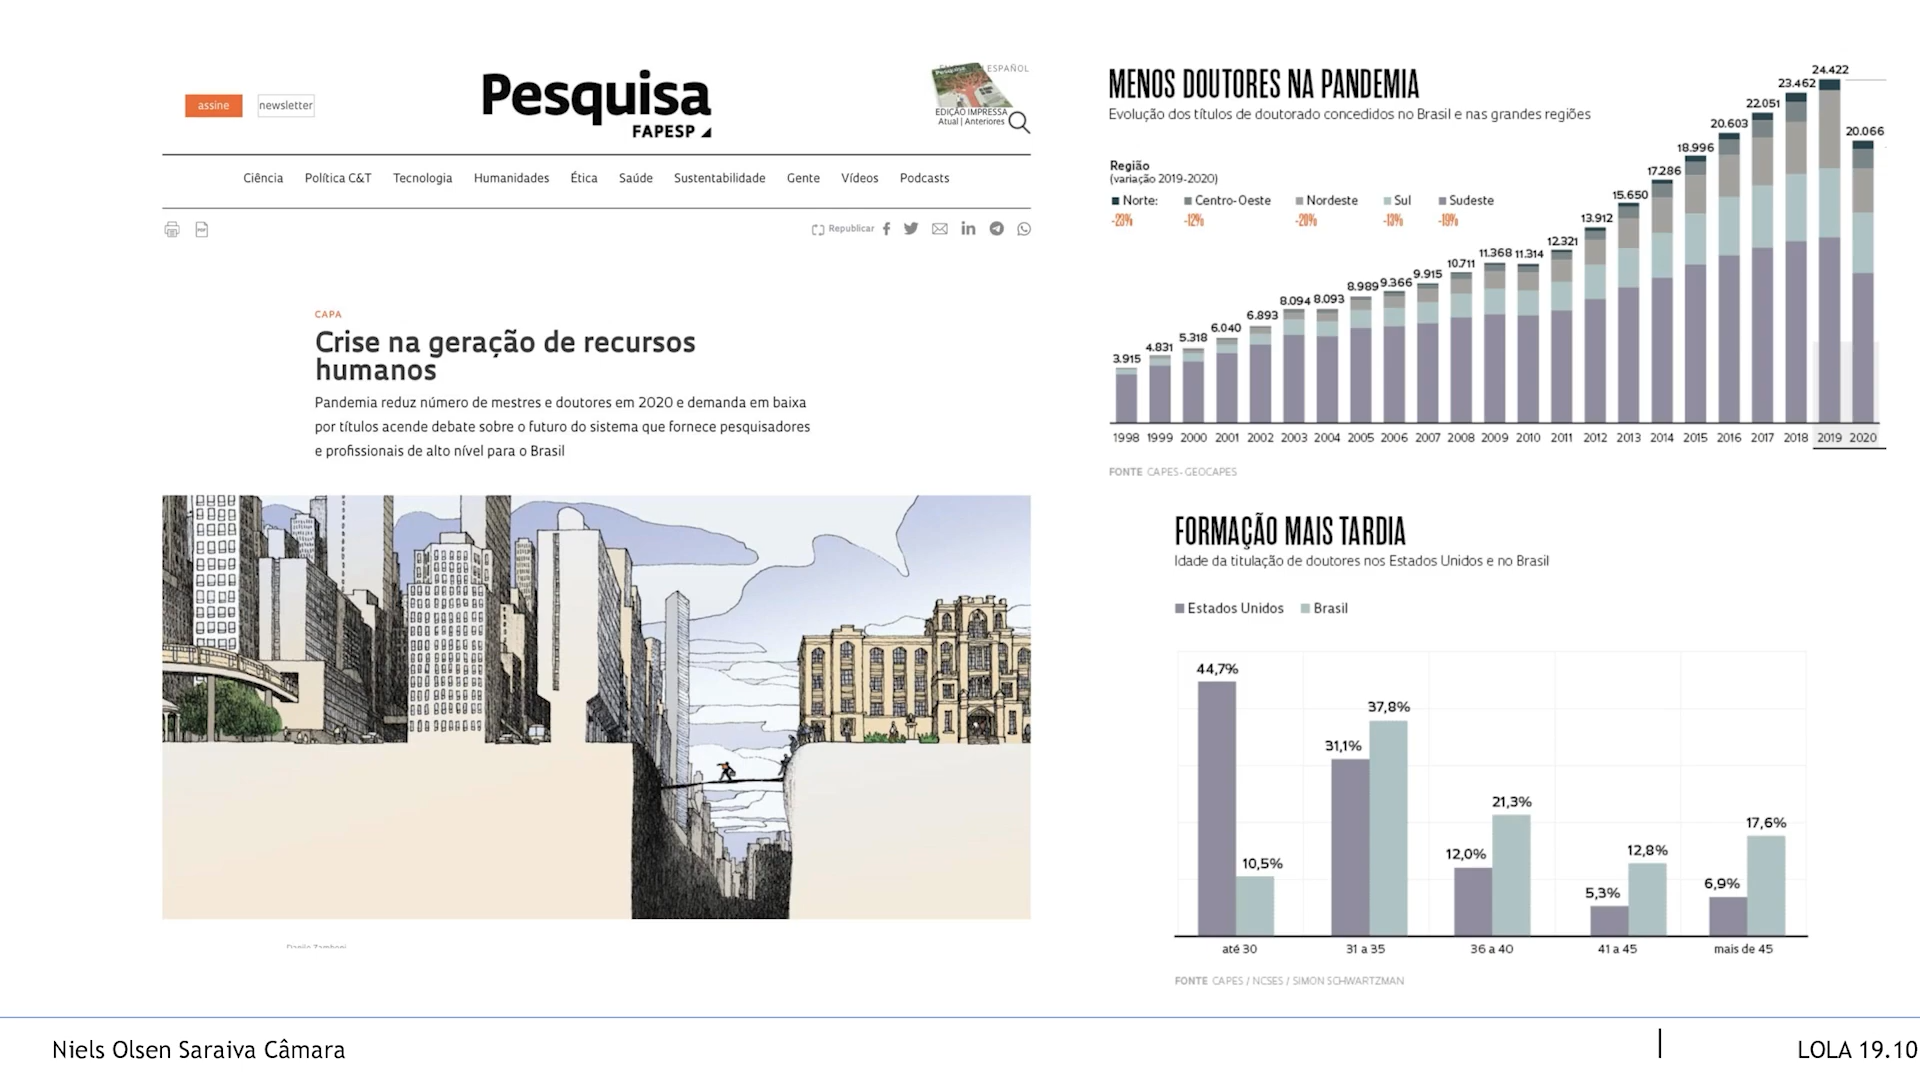 assine
newsletter
Pesquisa
FAPESP
ESPAÑOL
EDIÇÃO IMPRESSA
Atual | Anteriores
Ciência Política C&T Tecnologia Humanidades Ética Saúde Sustentabilidade Gente Vídeos Podcasts
Republicar
CAPA
Crise na geração de recursos
humanos
Pandemia reduz número de mestres e doutores em 2020 e demanda em baixa
por títulos acende debate sobre o futuro do sistema que fornece pesquisadores
e profissionais de alto nível para o Brasil
MENOS DOUTORES NA PANDEMIA
Evolução dos títulos de doutorado concedidos no Brasil e nas grandes regiões
Região
(variação 2019-2020)
Norte: Centro-Oeste Nordeste Sul Sudeste
-23% -12% -20% -13% -19%
3.915 4.831 5.318 6.040 6.893 8.094 8.093 8.989 9.366 9.915 10.711 11.368 11.314 12.321 13.912 15.650 17.286 18.996 20.603 22.051 23.462 24.422 20.066
1998 1999 2000 2001 2002 2003 2004 2005 2006 2007 2008 2009 2010 2011 2012 2013 2014 2015 2016 2017 2018 2019 2020
FONTE CAPES-GEOCAPES
FORMAÇÃO MAIS TARDIA
Idade da titulação de doutores nos Estados Unidos e no Brasil
Estados Unidos Brasil
44,7% 10,5% 31,1% 37,8% 12,0% 21,3% 5,3% 12,8% 6,9% 17,6%
até 30 31 a 35 36 a 40 41 a 45 mais de 45
FONTE CAPES / NCSES / SIMON SCHWARTZMAN
Niels Olsen Saraiva Câmara
LOLA 19.10